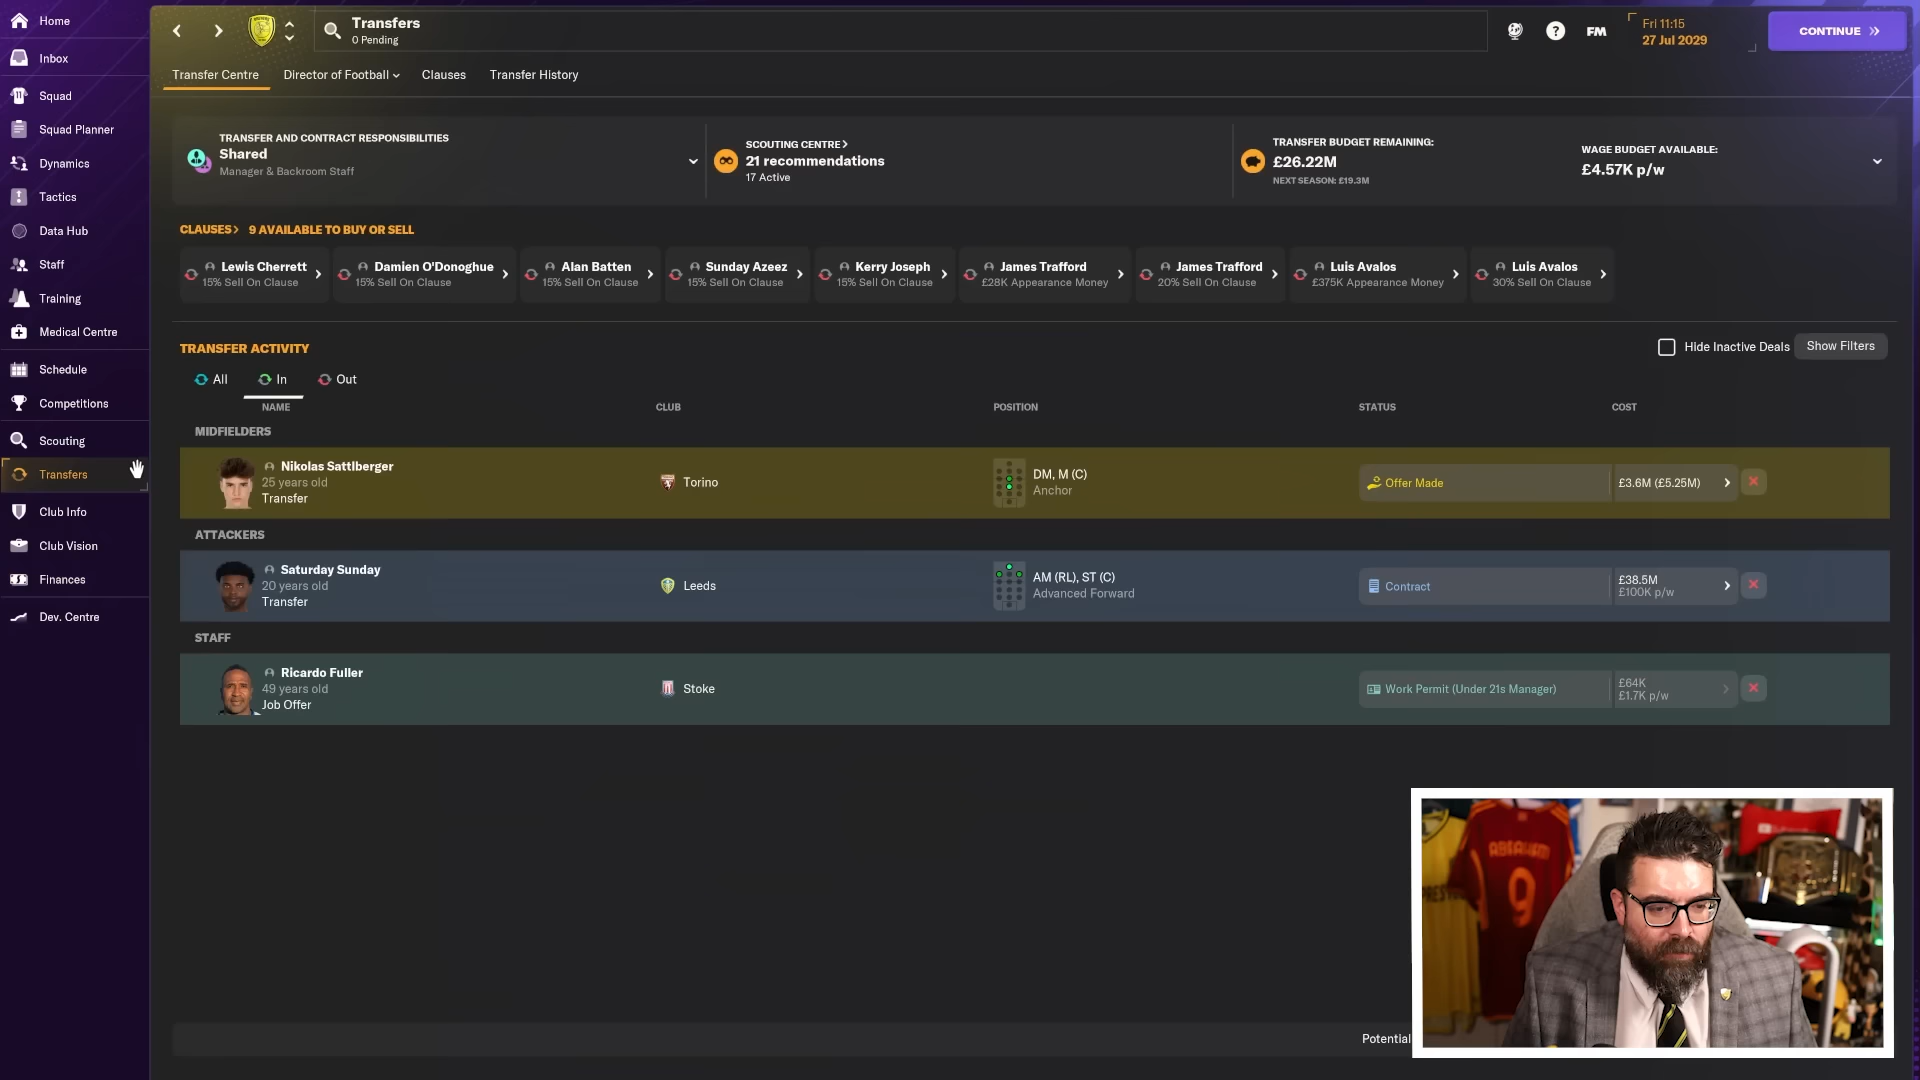 Home
Inbox
Squad
Squad Planner
Dynamics
Tactics
Data Hub
Staff
Training
Medical Centre
Schedule
Competitions
Scouting
Transfers
Club Info
Club Vision
Finances
Dev. Centre
Transfers
0 Pending
FM
Fri 11:15
27 Jul 2029
CONTINUE
Transfer Centre
Director of Football
Clauses
Transfer History
TRANSFER AND CONTRACT RESPONSIBILITIES
Shared
Manager & Backroom Staff
SCOUTING CENTRE
21 recommendations
17 Active
TRANSFER BUDGET REMAINING:
£26.22M
NEXT SEASON: £19.3M
WAGE BUDGET AVAILABLE:
£4.57K p/w
CLAUSES 9 AVAILABLE TO BUY OR SELL
Lewis Cherrett
15% Sell On Clause
Damien O'Donoghue
15% Sell On Clause
Alan Batten
15% Sell On Clause
Sunday Azeez
15% Sell On Clause
Kerry Joseph
15% Sell On Clause
James Trafford
£28K Appearance Money
James Trafford
20% Sell On Clause
Luis Avalos
£375K Appearance Money
Luis Avalos
30% Sell On Clause
TRANSFER ACTIVITY
Hide Inactive Deals
Show Filters
All
In
Out
NAME
CLUB
POSITION
STATUS
COST
MIDFIELDERS
Nikolas Sattlberger
25 years old
Transfer
Torino
DM, M (C)
Anchor
Offer Made
£3.6M (£5.25M)
ATTACKERS
Saturday Sunday
20 years old
Transfer
Leeds
AM (RL), ST (C)
Advanced Forward
Contract
£38.5M
£100K p/w
STAFF
Ricardo Fuller
49 years old
Job Offer
Stoke
Work Permit (Under 21s Manager)
£64K
£1.7K p/w
Potential
ABRAHAM
9